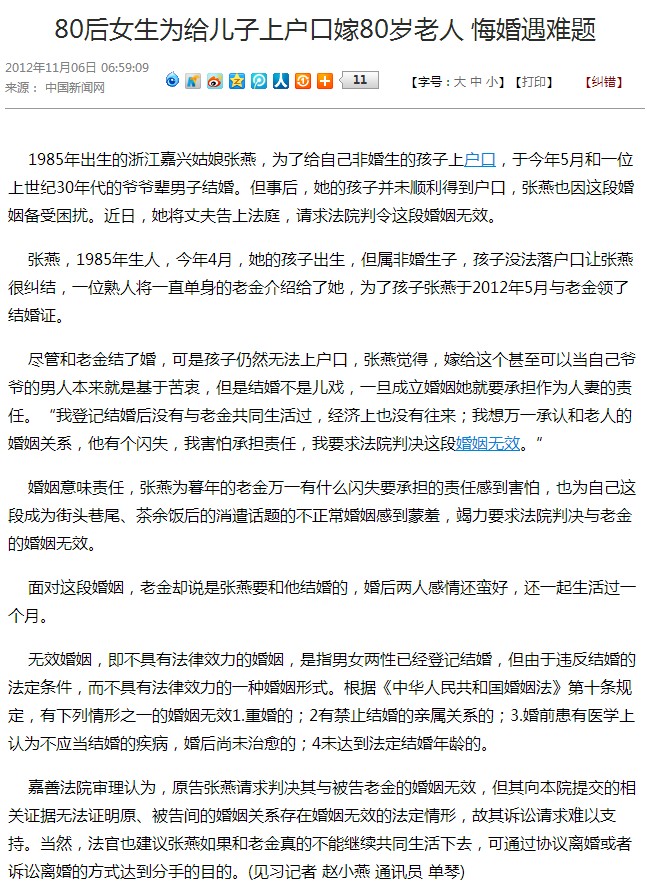 80后女生为给儿子上户口嫁80岁老人 悔婚遇难题
2012年11月06日 06:59:09
来源： 中国新闻网
11
【字号：大 中 小】 【打印】 【纠错】
1985年出生的浙江嘉兴姑娘张燕，为了给自己非婚生的孩子上户口，于今年5月和一位
上世纪30年代的爷爷辈男子结婚。但事后，她的孩子并未顺利得到户口，张燕也因这段婚
姻备受困扰。近日，她将丈夫告上法庭，请求法院判令这段婚姻无效。
张燕，1985年生人，今年4月，她的孩子出生，但属非婚生子，孩子没法落户口让张燕
很纠结，一位熟人将一直单身的老金介绍给了她，为了孩子张燕于2012年5月与老金领了
结婚证。
尽管和老金结了婚，可是孩子仍然无法上户口，张燕觉得，嫁给这个甚至可以当自己爷
爷的男人本来就是基于苦衷，但是结婚不是儿戏，一旦成立婚姻她就要承担作为人妻的责
任。“我登记结婚后没有与老金共同生活过，经济上也没有往来；我想万一承认和老人的
婚姻关系，他有个闪失，我害怕承担责任，我要求法院判决这段婚姻无效。”
婚姻意味责任，张燕为暮年的老金万一有什么闪失要承担的责任感到害怕，也为自己这
段成为街头巷尾、茶余饭后的消遣话题的不正常婚姻感到蒙羞，竭力要求法院判决与老金
的婚姻无效。
面对这段婚姻，老金却说是张燕要和他结婚的，婚后两人感情还蛮好，还一起生活过一
个月。
无效婚姻，即不具有法律效力的婚姻，是指男女两性已经登记结婚，但由于违反结婚的
法定条件，而不具有法律效力的一种婚姻形式。根据《中华人民共和国婚姻法》第十条规
定，有下列情形之一的婚姻无效1.重婚的；2有禁止结婚的亲属关系的；3.婚前患有医学上
认为不应当结婚的疾病，婚后尚未治愈的；4未达到法定结婚年龄的。
嘉善法院审理认为，原告张燕请求判决其与被告老金的婚姻无效，但其向本院提交的相
关证据无法证明原、被告间的婚姻关系存在婚姻无效的法定情形，故其诉讼请求难以支
持。当然，法官也建议张燕如果和老金真的不能继续共同生活下去，可通过协议离婚或者
诉讼离婚的方式达到分手的目的。(见习记者 赵小燕 通讯员 单琴)